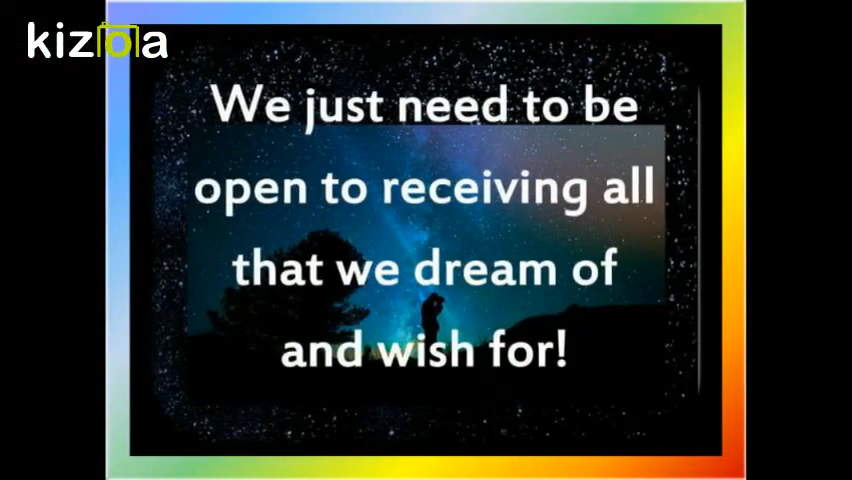 kizoa
We just need to be
open to receiving all
that we dream of
and wish for!